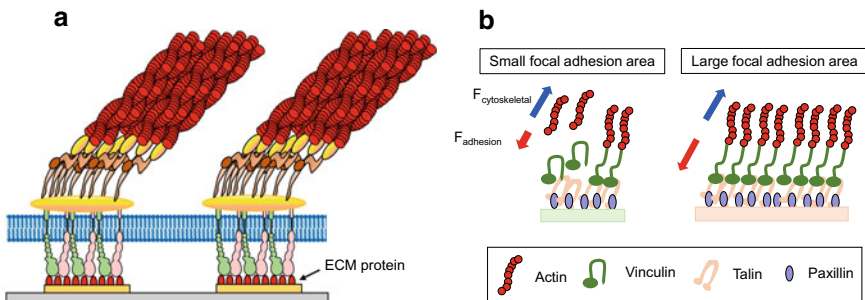 a
ECM protein
b
Small focal adhesion area
Large focal adhesion area
Fcytoskeletal
Fadhesion
Actin
Vinculin
Talin
Paxillin